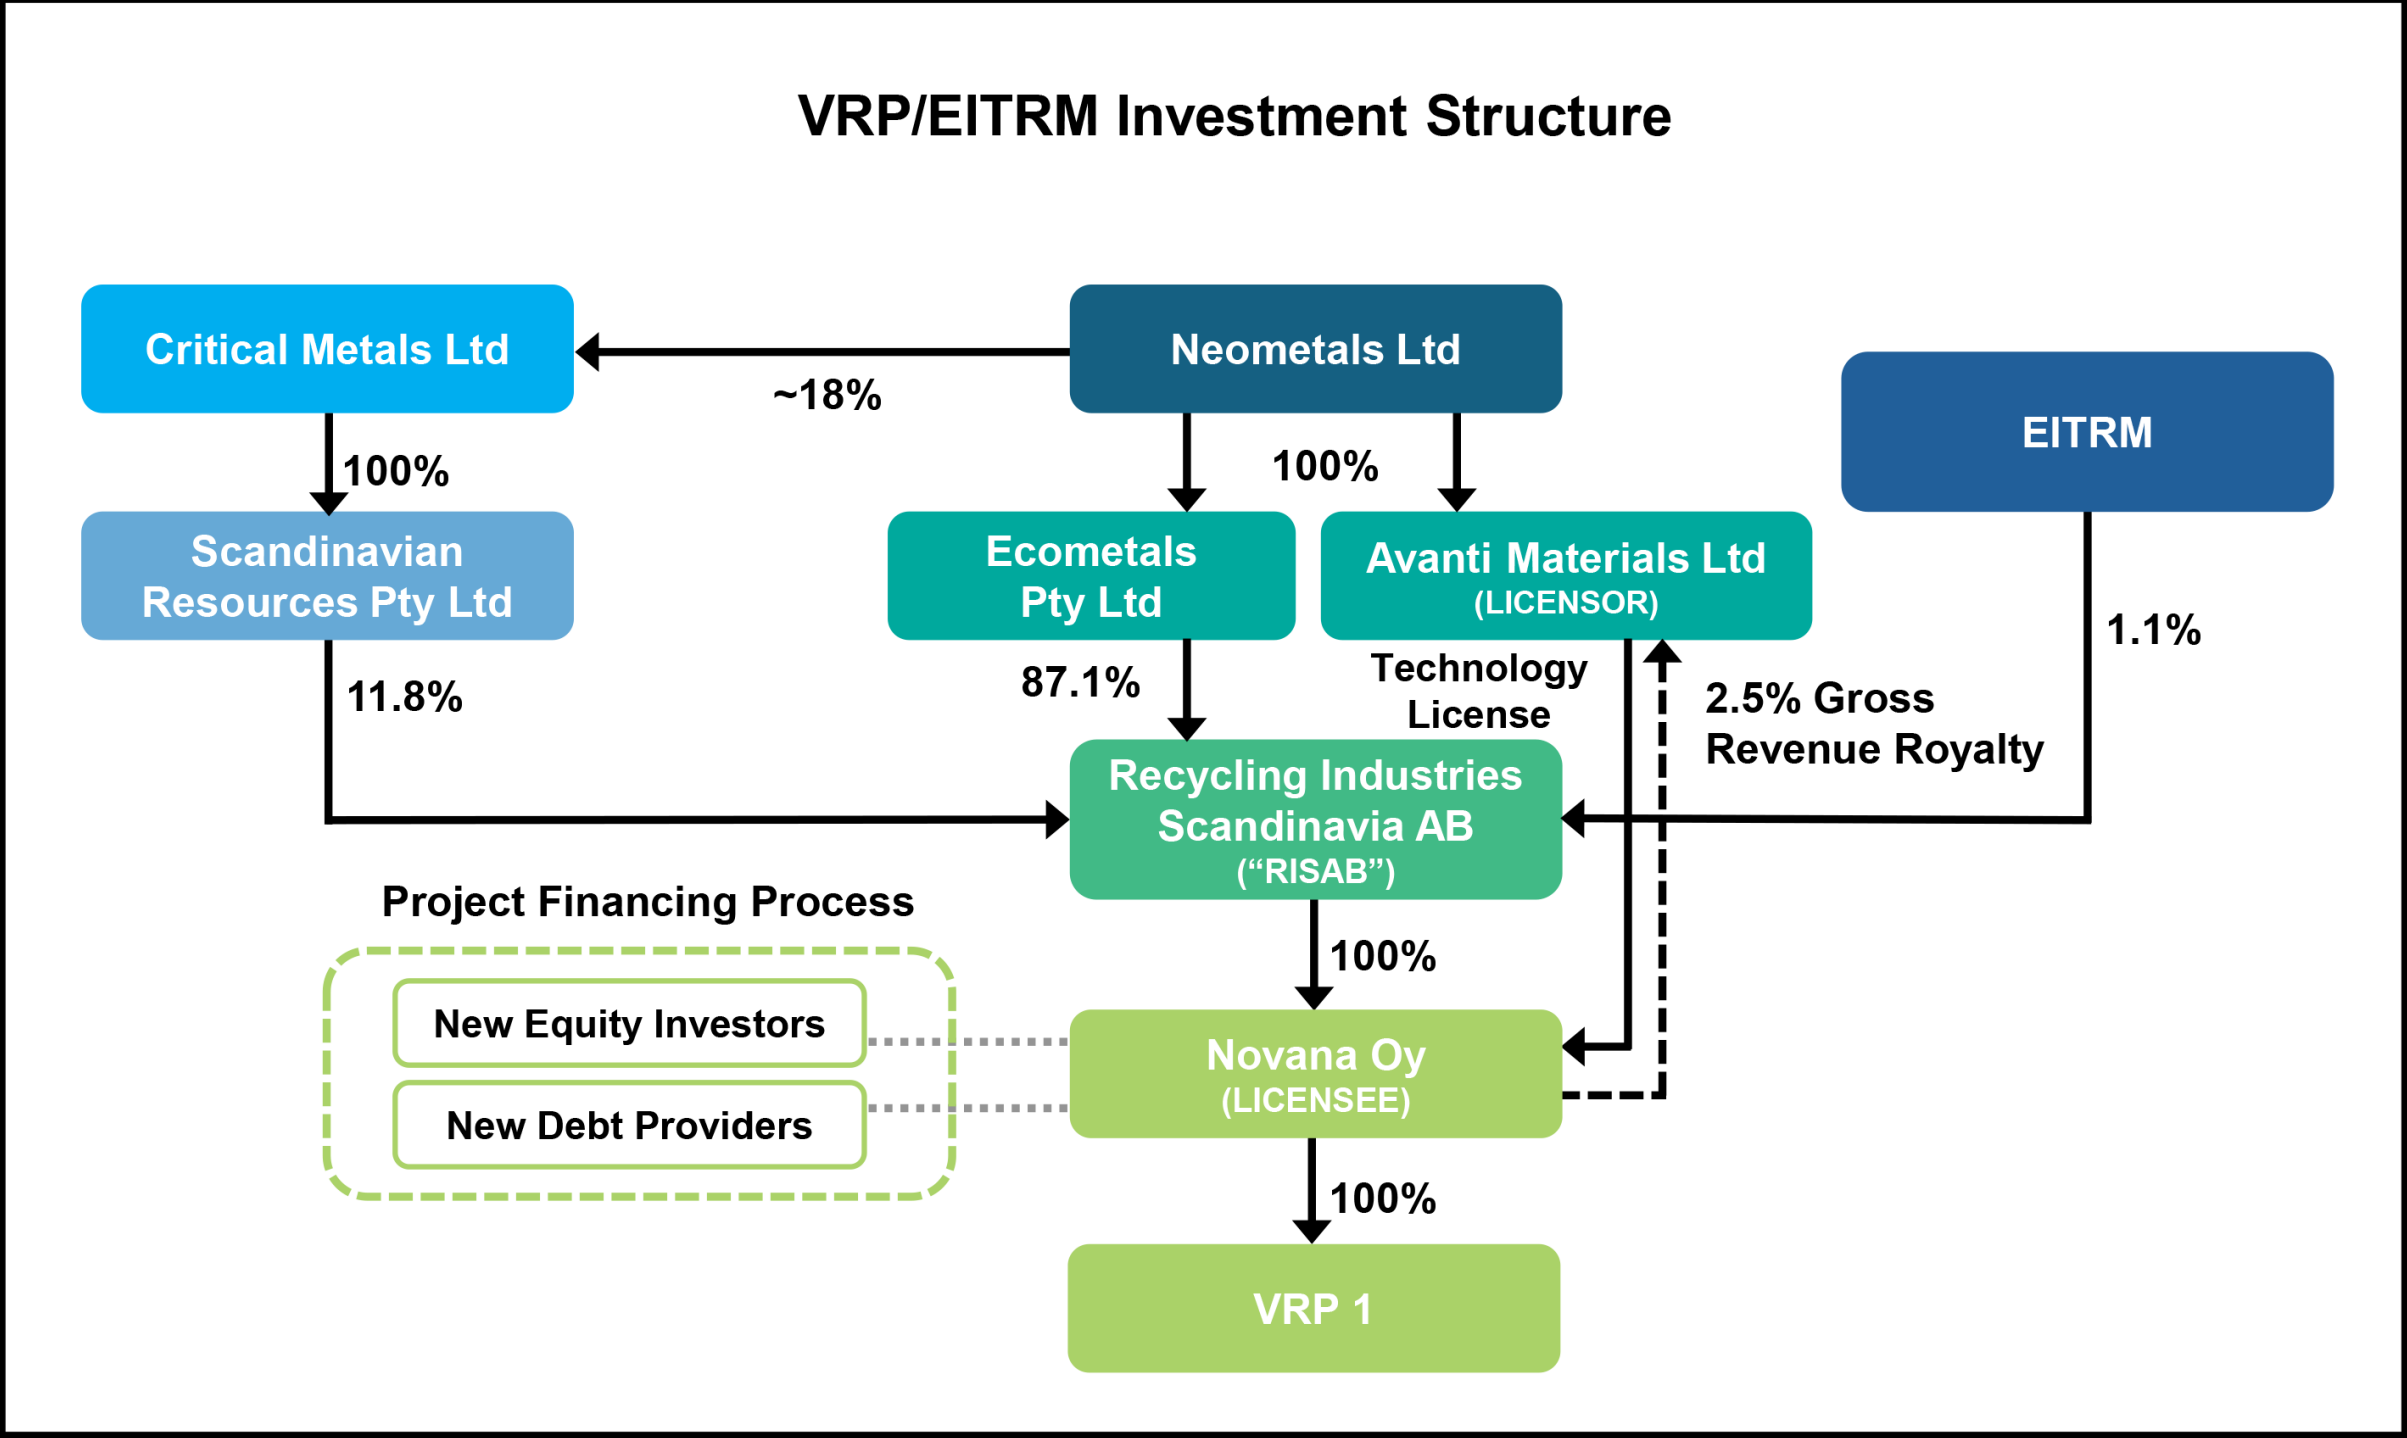 VRP/EITRM Investment Structure
Critical Metals Ltd
Neometals Ltd
~18%
EITRM
100%
100%
Scandinavian
Resources Pty Ltd
Ecometals
Pty Ltd
Avanti Materials Ltd
(LICENSOR)
1.1%
11.8%
87.1%
Technology
License
2.5% Gross
Revenue Royalty
Recycling Industries
Scandinavia AB
(“RISAB”)
Project Financing Process
100%
New Equity Investors
New Debt Providers
Novana Oy
(LICENSEE)
100%
VRP 1